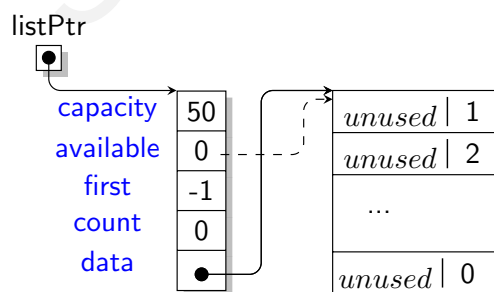 listPtr
capacity 50 unused | 1
available 0 unused | 2
first -1 ...
count 0
data unused | 0